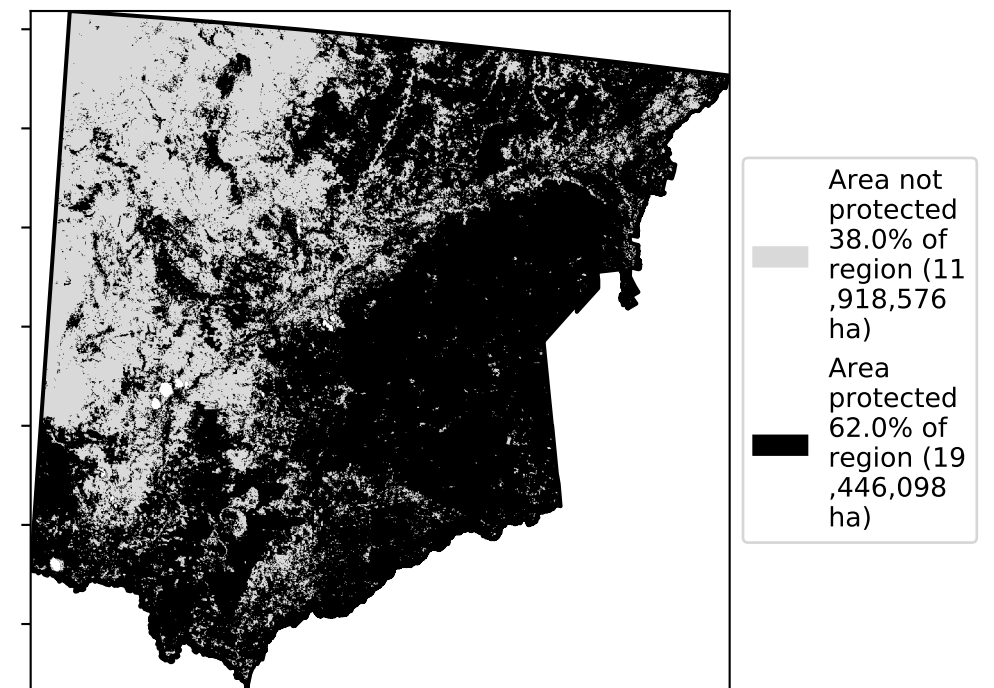 Area not
protected
38.0% of
region (11
,918,576
ha)
Area
protected
62.0% of
region (19
,446,098
ha)